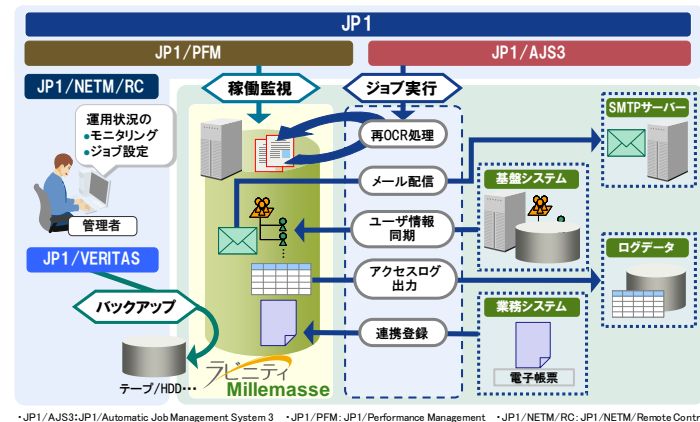 JP1
JP1/PFM
JP1/AJS3
JP1/NETM/RC
稼働監視
ジョブ実行
運用状況の
●モニタリング
●ジョブ設定
管理者
再OCR処理
SMTPサーバー
メール配信
基盤システム
ユーザ情報
同期
JP1/VERITAS
ログデータ
アクセスログ
出力
バックアップ
業務システム
連携登録
電子帳票
テープ/HDD…
ラビニティ
Millemasse
・JP1/AJS3:JP1/Automatic Job Management System 3 ・JP1/PFM: JP1/Performance Management ・JP1/NETM/RC: JP1/NETM/Remote Contr